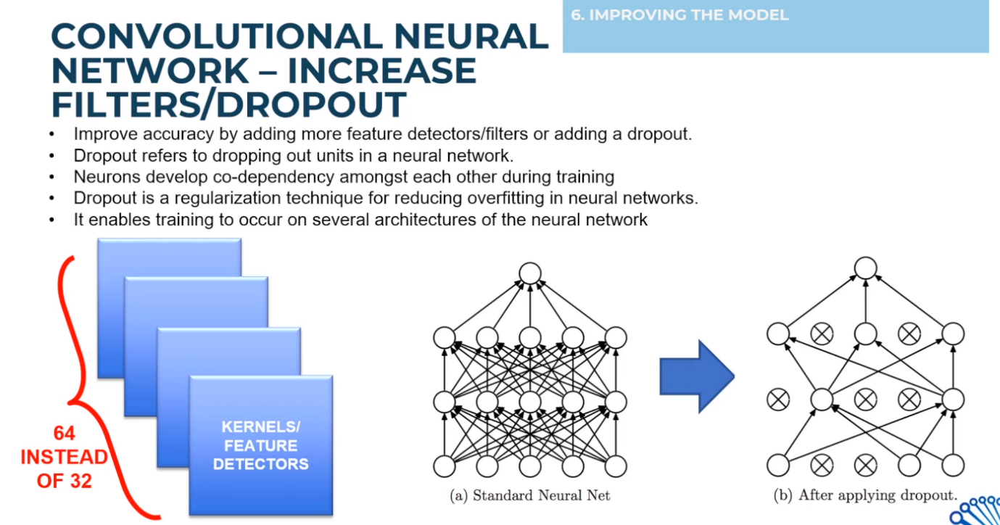 6. IMPROVING THE MODEL
CONVOLUTIONAL NEURAL
NETWORK – INCREASE
FILTERS/DROPOUT
• Improve accuracy by adding more feature detectors/filters or adding a dropout.
• Dropout refers to dropping out units in a neural network.
• Neurons develop co-dependency amongst each other during training
• Dropout is a regularization technique for reducing overfitting in neural networks.
• It enables training to occur on several architectures of the neural network
64
INSTEAD
OF 32
KERNELS/
FEATURE
DETECTORS
(a) Standard Neural Net
(b) After applying dropout.